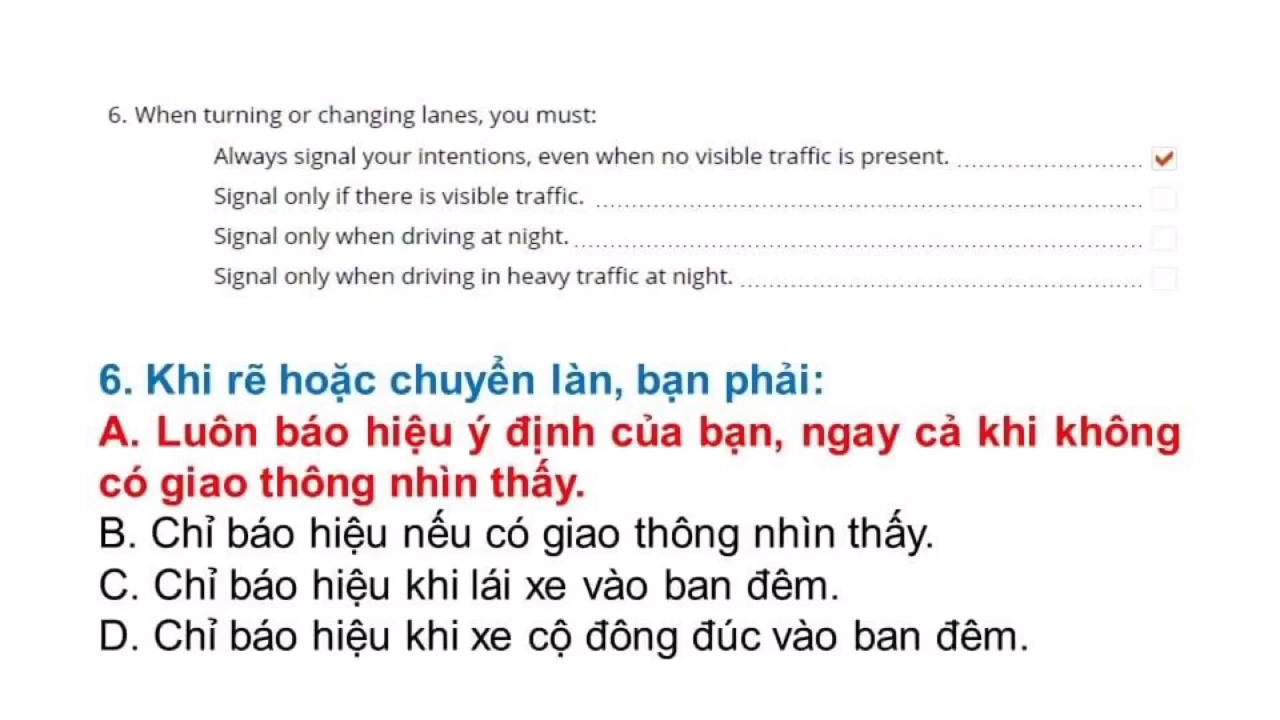 6. When turning or changing lanes, you must:
Always signal your intentions, even when no visible traffic is present.
Signal only if there is visible traffic.
Signal only when driving at night.
Signal only when driving in heavy traffic at night.
6. Khi rẽ hoặc chuyển làn, bạn phải:
A. Luôn báo hiệu ý định của bạn, ngay cả khi không
có giao thông nhìn thấy.
B. Chỉ báo hiệu nếu có giao thông nhìn thấy.
C. Chỉ báo hiệu khi lái xe vào ban đêm.
D. Chỉ báo hiệu khi xe cộ đông đúc vào ban đêm.